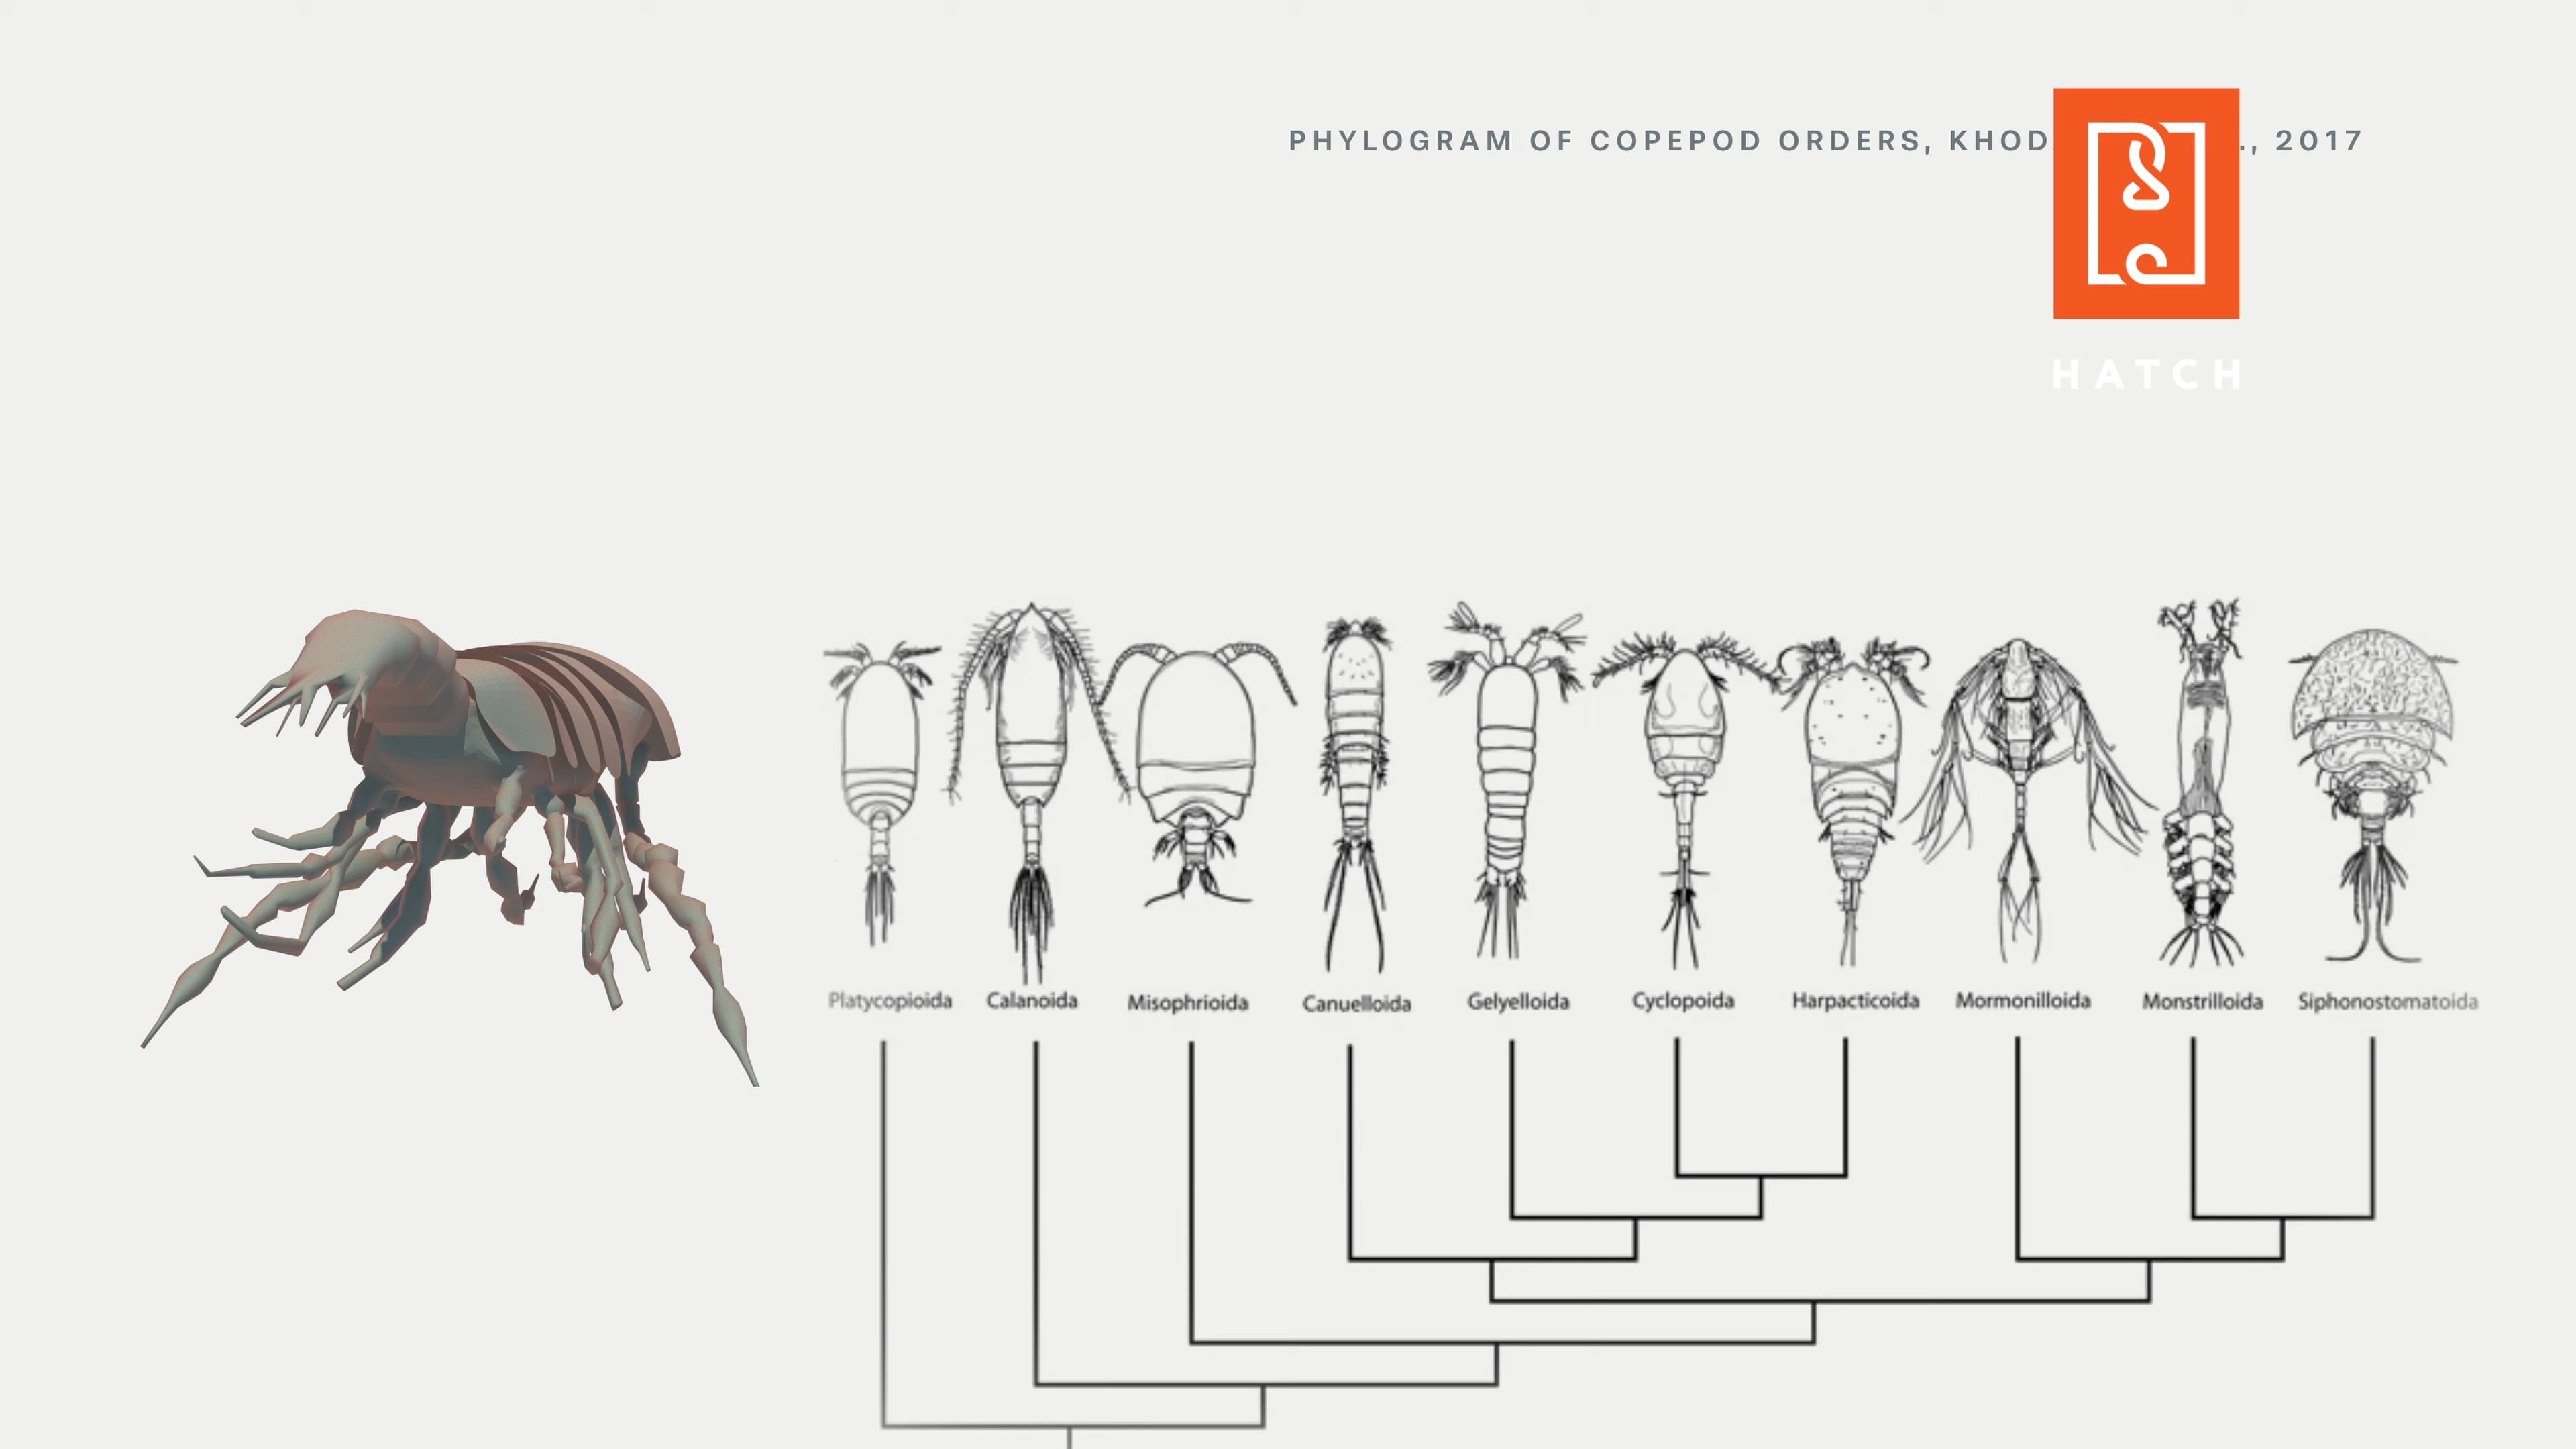 PHYLOGRAM OF COPEPOD ORDERS, KHOD ., 2017
HATCH
Platycopioida Calanoida Misophrioida Canuelloida Gelyelloida Cyclopoida Harpacticoida Mormonilloida Monstrilloida Siphonostomatoida